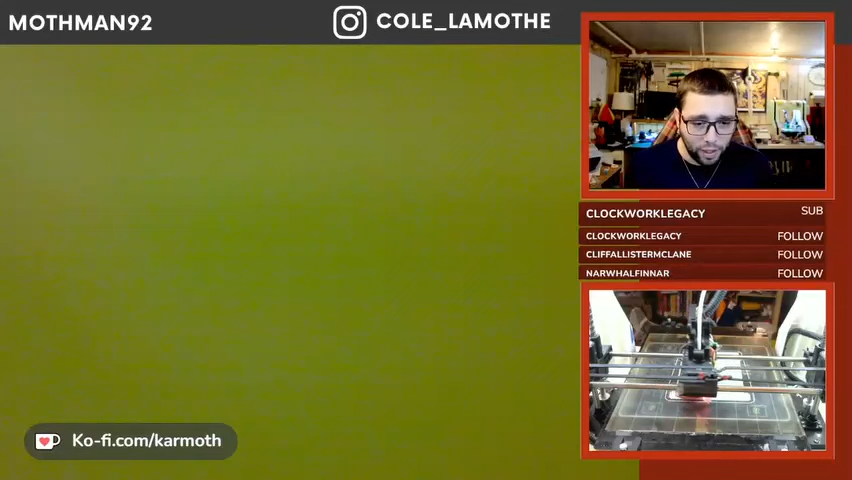 MOTHMAN92
COLE_LAMOTHE
CLOCKWORKLEGACY SUB
CLOCKWORKLEGACY FOLLOW
CLIFFALLISTERMCLANE FOLLOW
NARWHALFINNAR FOLLOW
Ko-fi.com/karmoth